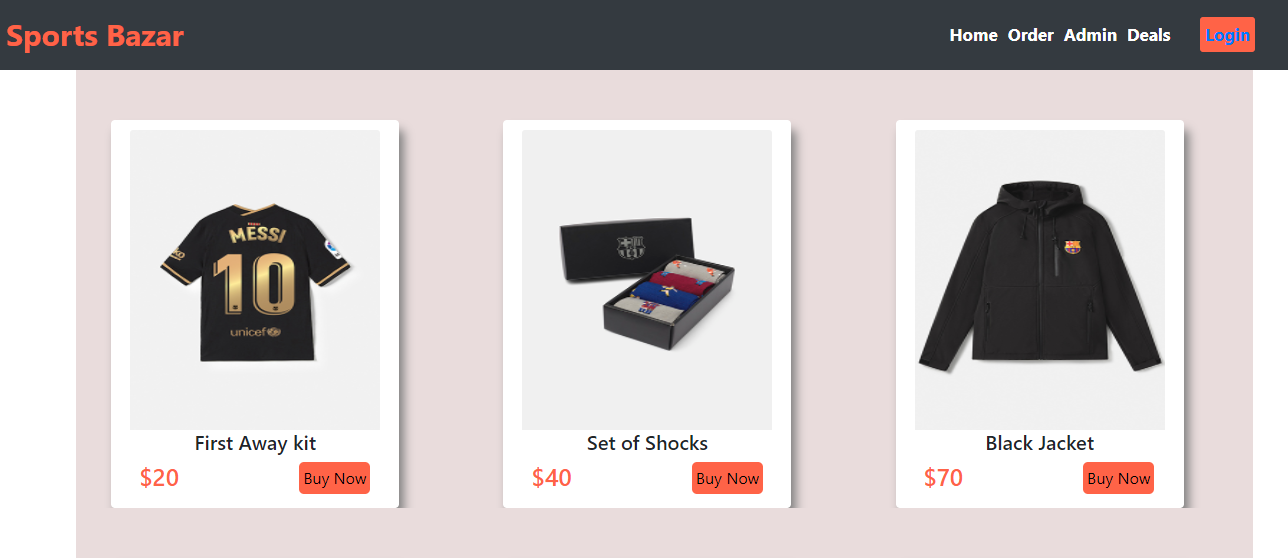 Sports Bazar
Home Order Admin Deals Login
MESSI
10
unicef
First Away kit
$20 Buy Now
Set of Shocks
$40 Buy Now
Black Jacket
$70 Buy Now